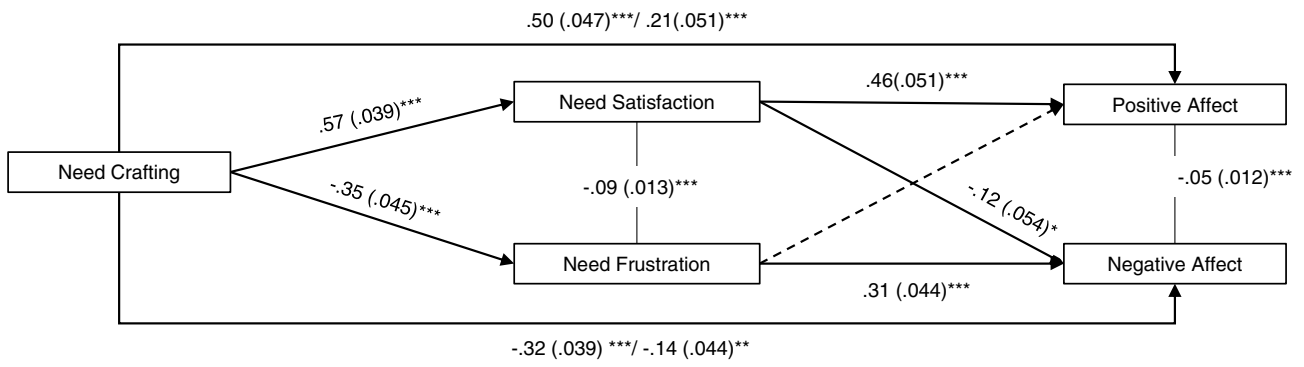 .50 (.047)***/ .21(.051)***
Need Satisfaction
.46(.051)***
Positive Affect
.57 (.039)***
Need Crafting
-.09 (.013)***
-.05 (.012)***
-.35 (.045)***
-.12 (.054)*
Need Frustration
Negative Affect
.31 (.044)***
-.32 (.039) ***/ -.14 (.044)**